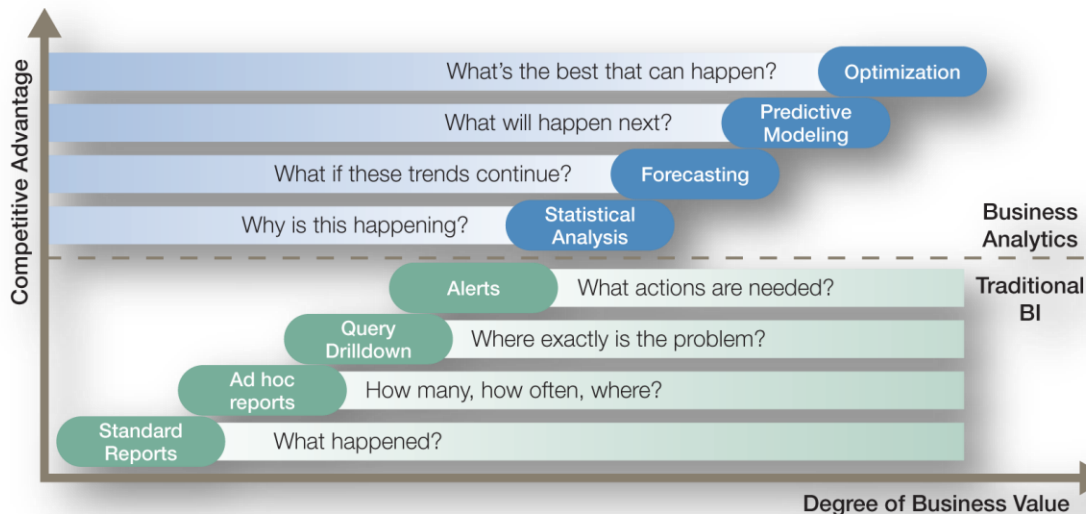 Competitive Advantage
What's the best that can happen?
Optimization
What will happen next?
Predictive
Modeling
What if these trends continue?
Forecasting
Why is this happening?
Statistical
Analysis
Business
Analytics
Alerts
What actions are needed?
Traditional
BI
Query
Drilldown
Where exactly is the problem?
Ad hoc
reports
How many, how often, where?
Standard
Reports
What happened?
Degree of Business Value